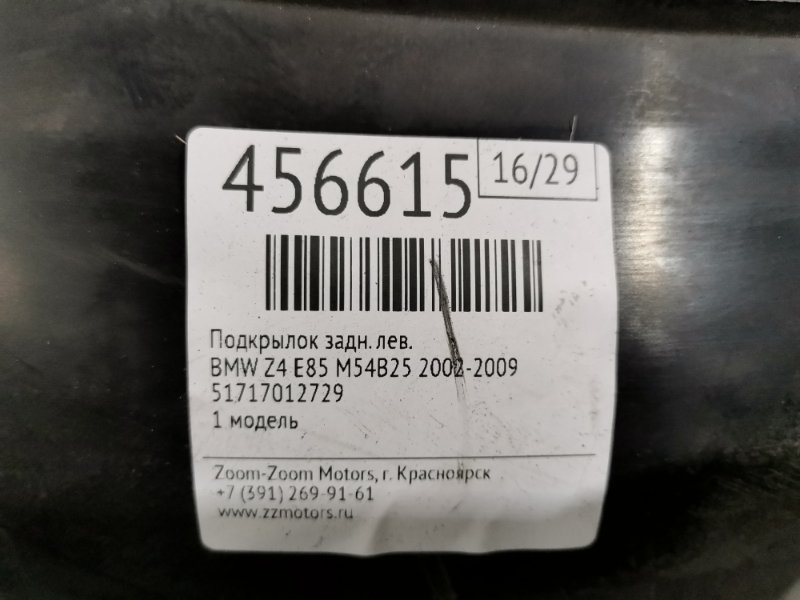 456615
16/29
Подкрылок задн. лев.
BMW Z4 E85 M54B25 2002-2009
51717012729
1 модель
Zoom-Zoom Motors, г. Красноярск
+7 (391) 269-91-61
www.zzmotors.ru